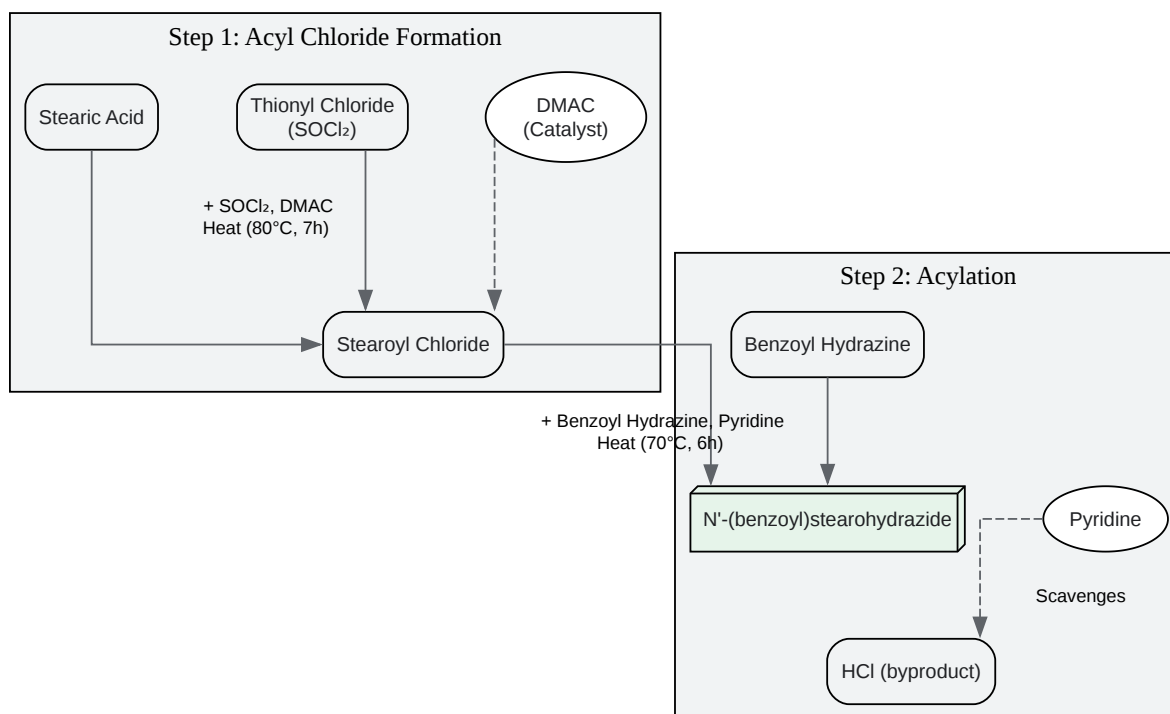 Step 1: Acyl Chloride Formation
Stearic Acid
Thionyl Chloride
(SOCl₂)
DMAC
(Catalyst)
+ SOCl₂, DMAC
Heat (80°C, 7h)
Stearoyl Chloride
Step 2: Acylation
Benzoyl Hydrazine
+ Benzoyl Hydrazine, Pyridine
Heat (70°C, 6h)
N'-(benzoyl)stearohydrazide
Pyridine
Scavenges
HCl (byproduct)